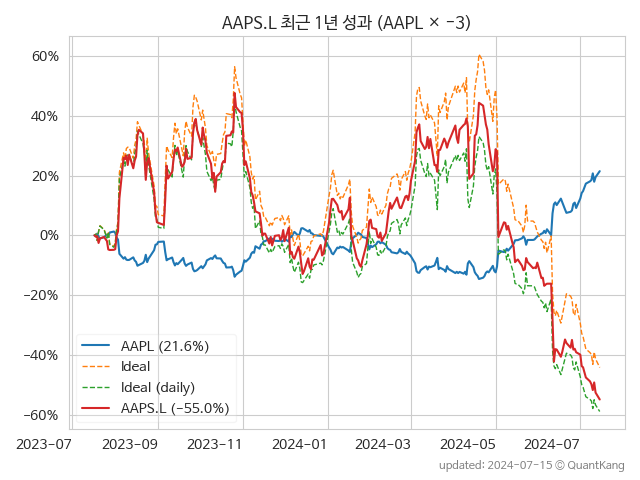 AAPS.L 최근 1년 성과 (AAPL × −3)
60%
40%
20%
0%
−20%
−40%
−60%
AAPL (21.6%)
Ideal
Ideal (daily)
AAPS.L (−55.0%)
2023-07 2023-09 2023-11 2024-01 2024-03 2024-05 2024-07
updated: 2024-07-15 © QuantKang